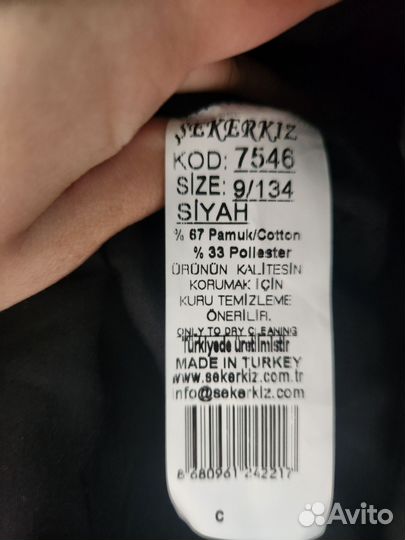 ŞEKERKIZ
KOD: 7546
SIZE: 9/134
SİYAH
% 67 Pamuk/Cotton
% 33 Poliester
ÜRÜNÜN KALİTESİN
KORUMAK İÇİN
KURU TEMİZLEME
ÖNERİLİR.
ONLY TO DRY CLEANING
Türkiyede üretilmistir
MADE IN TURKEY
www.sekerkiz.com.tr
info@sekerkiz.com
8 680961 242217
C
Avito